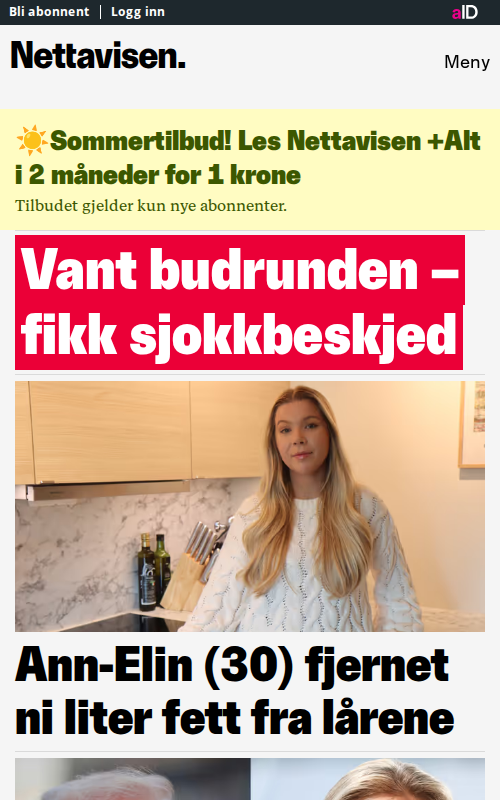 Bli abonnent | Logg inn
aID
Nettavisen.
Meny
☀️Sommertilbud! Les Nettavisen +Alt
i 2 måneder for 1 krone
Tilbudet gjelder kun nye abonnenter.
Vant budrunden –
fikk sjokkbeskjed
Ann-Elin (30) fjernet
ni liter fett fra lårene